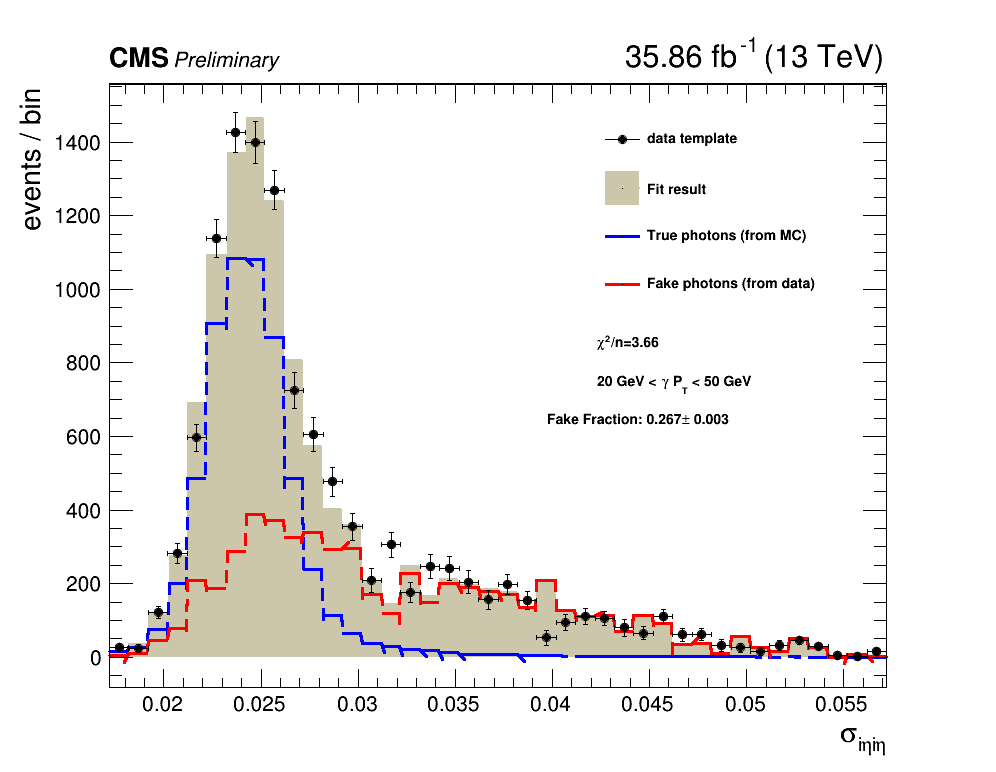 CMS Preliminary
35.86 fb⁻¹ (13 TeV)
events / bin
1400
1200
1000
800
600
400
200
0
data template
Fit result
True photons (from MC)
Fake photons (from data)
χ²/n=3.66
20 GeV < γ P_T < 50 GeV
Fake Fraction: 0.267± 0.003
0.02 0.025 0.03 0.035 0.04 0.045 0.05 0.055
σ_iηiη